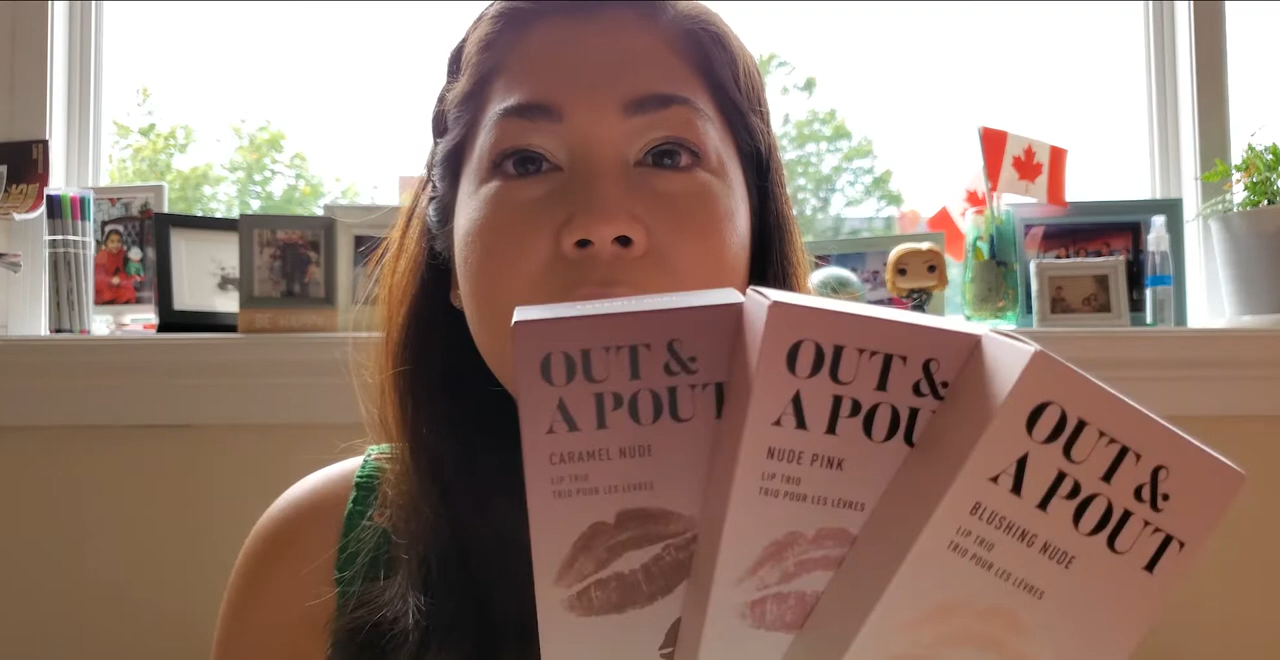 OUT &
A POUT
CARAMEL NUDE
LIP TRIO
TRIO POUR LES LÈVRES
OUT &
A POU
NUDE PINK
LIP TRIO
TRIO POUR LES LÈVRES
OUT &
A POUT
BLUSHING NUDE
LIP TRIO
TRIO POUR LES LÈVRES